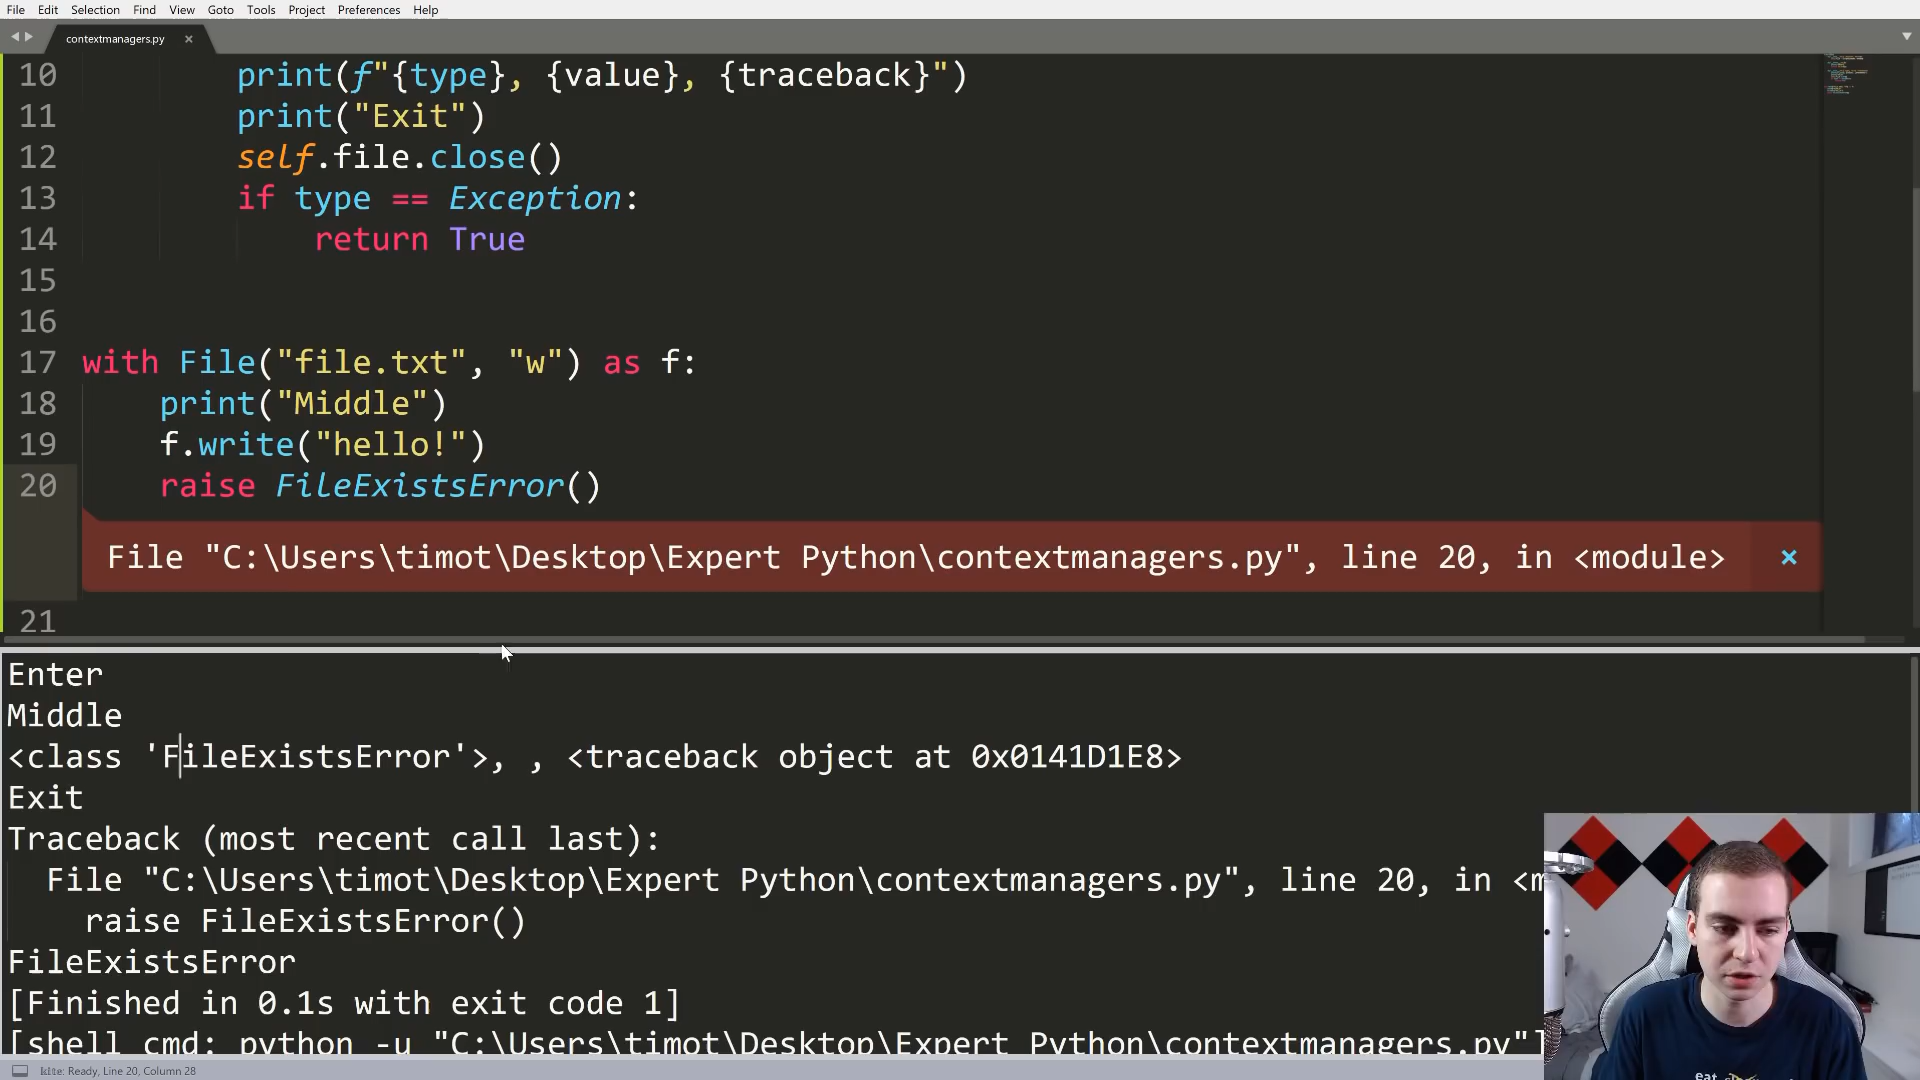 File Edit Selection Find View Goto Tools Project Preferences Help
contextmanagers.py ×
10 print(f"{type}, {value}, {traceback}")
11 print("Exit")
12 self.file.close()
13 if type == Exception:
14 return True
15
16
17 with File("file.txt", "w") as f:
18 print("Middle")
19 f.write("hello!")
20 raise FileExistsError()
File "C:\Users\timot\Desktop\Expert Python\contextmanagers.py", line 20, in <module> ×
21
Enter
Middle
<class 'FileExistsError'>, , <traceback object at 0x0141D1E8>
Exit
Traceback (most recent call last):
File "C:\Users\timot\Desktop\Expert Python\contextmanagers.py", line 20, in <m
raise FileExistsError()
FileExistsError
[Finished in 0.1s with exit code 1]
[shell_cmd: python -u "C:\Users\timot\Desktop\Expert Python\contextmanagers.py"]
kite: Ready, Line 20, Column 28
eat